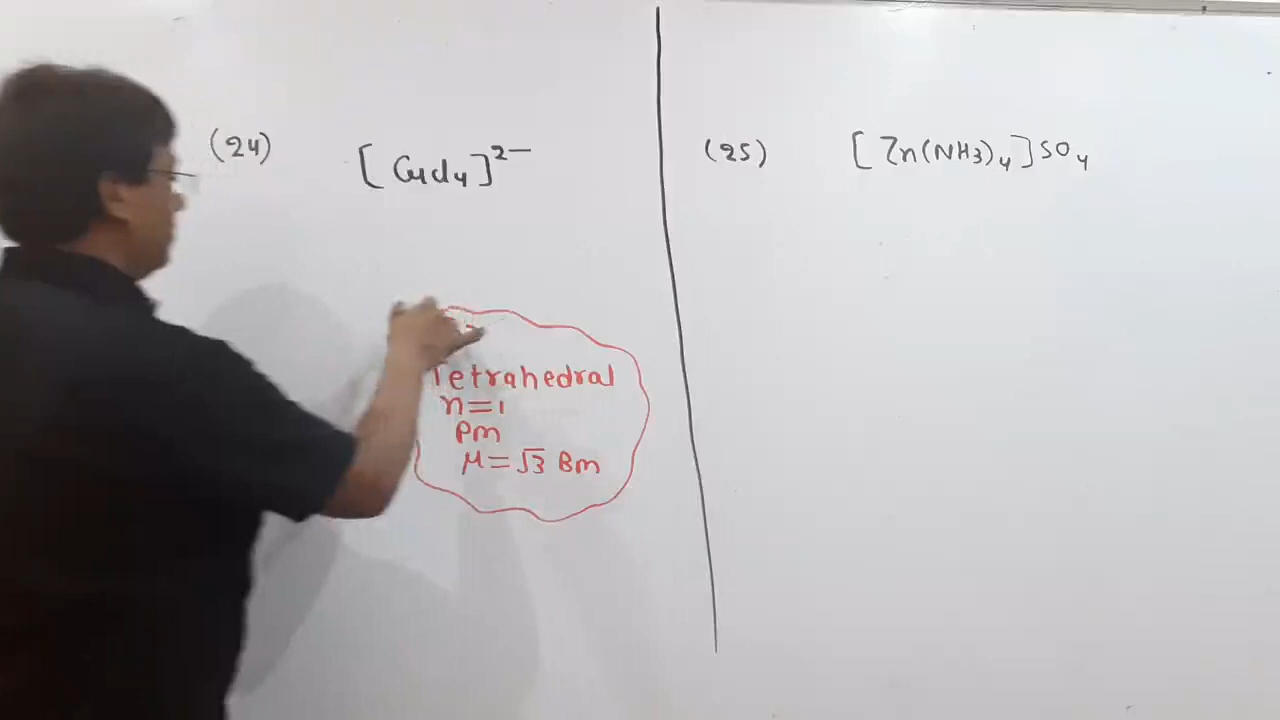 (24) [CuCl₄]²⁻
Tetrahedral
n=1
Pm
μ=√3 Bm
(25) [Zn(NH₃)₄]SO₄